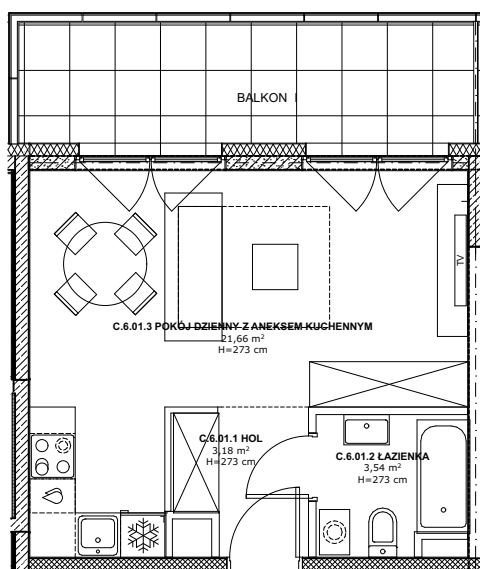 BALKON I
TV
C.6.01.3 POKÓJ DZIENNY Z ANEKSEM KUCHENNYM
21,66 m²
H=273 cm
C.6.01.1 HOL
3,18 m²
H=273 cm
C.6.01.2 ŁAZIENKA
3,54 m²
H=273 cm